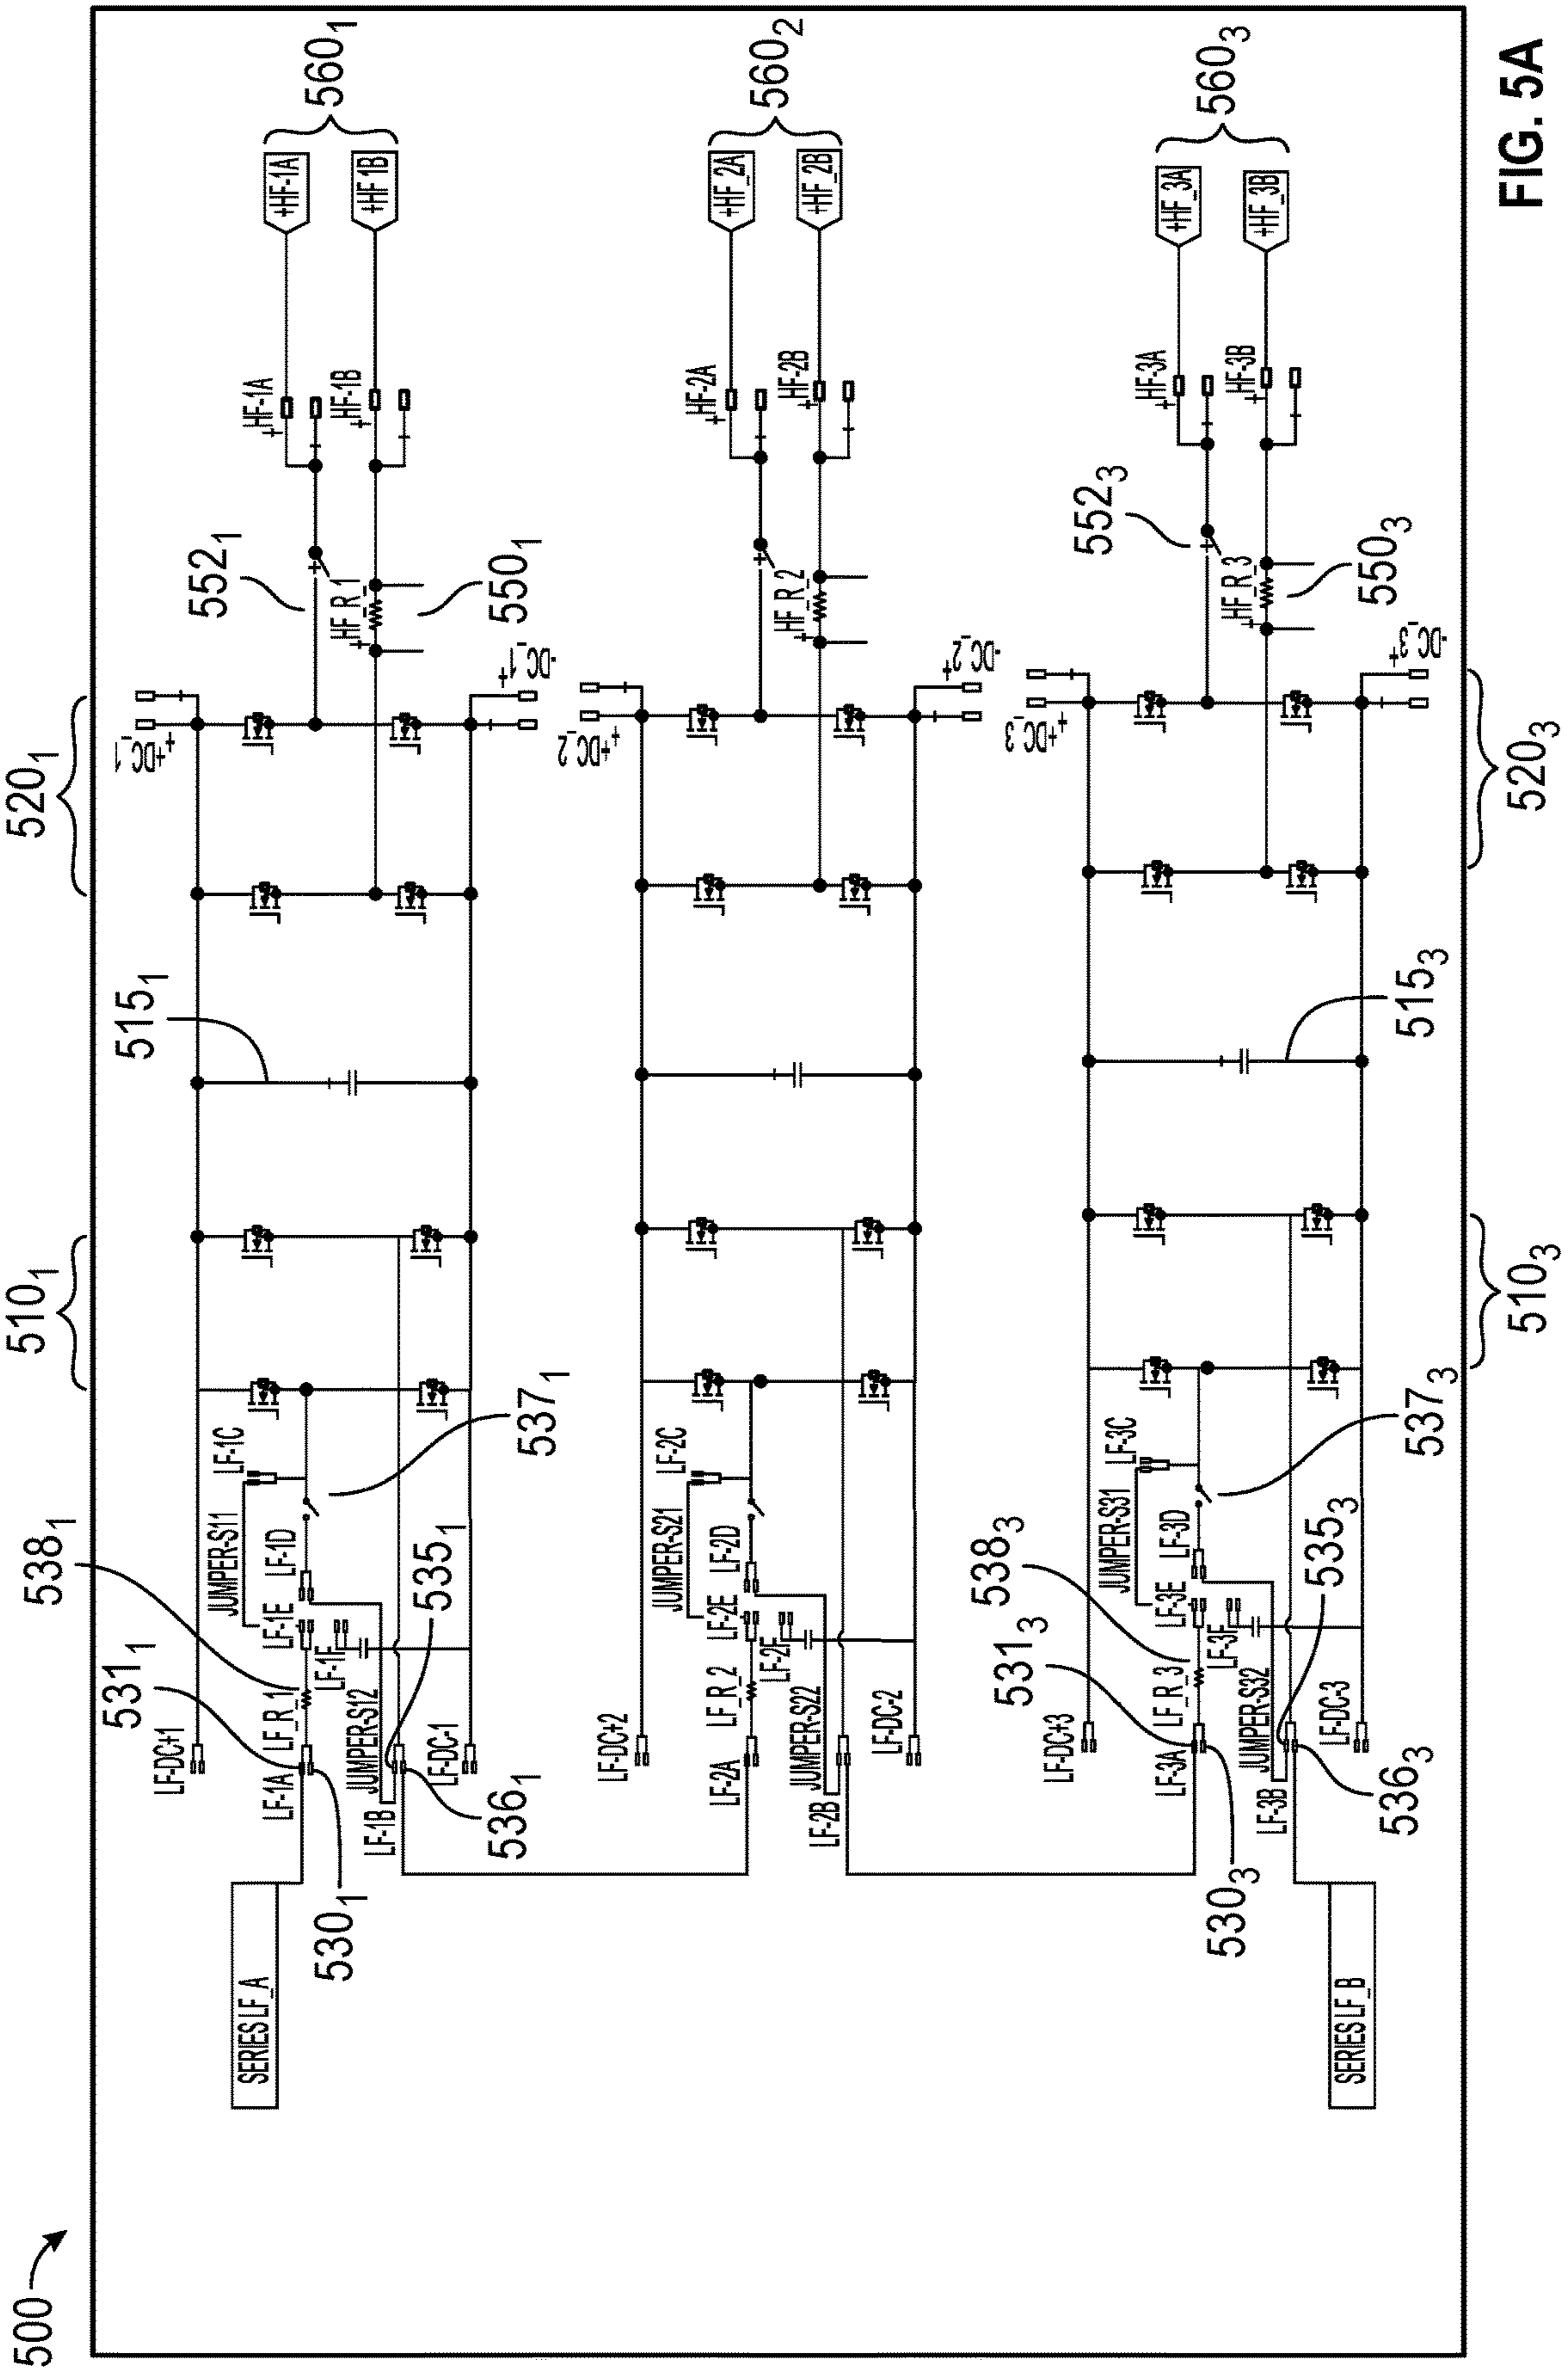 500
510₁
520₁
538₁
531₁
515₁
552₁
SERIES LF_A
LF-DC+1
LF-1A
LF_R_1
LF-1E
JUMPER-S11
LF-1D
LF-1C
LF-1F
JUMPER-S12
LF-1B
LF-DC-1
530₁
536₁
535₁
537₁
+DC_1
-DC_1
HF_R_1
550₁
HF-1A
HF-1B
+HF-1A
+HF 1B
560₁
LF-DC+2
LF-2A
LF_R_2
LF-2E
JUMPER-S21
LF-2D
LF-2C
LF-2F
JUMPER-S22
LF-2B
LF-DC-2
+DC_2
-DC_2
HF_R_2
HF-2A
HF-2B
+HF_2A
+HF_2B
560₂
531₃
538₃
552₃
LF-DC+3
LF-3A
LF_R_3
LF-3E
JUMPER-S31
LF-3D
LF-3C
LF-3F
JUMPER-S32
LF-3B
LF-DC-3
530₃
536₃
535₃
537₃
515₃
+DC_3
-DC_3
HF_R_3
550₃
HF-3A
HF-3B
+HF_3A
+HF_3B
560₃
SERIES LF_B
510₃
520₃
FIG. 5A